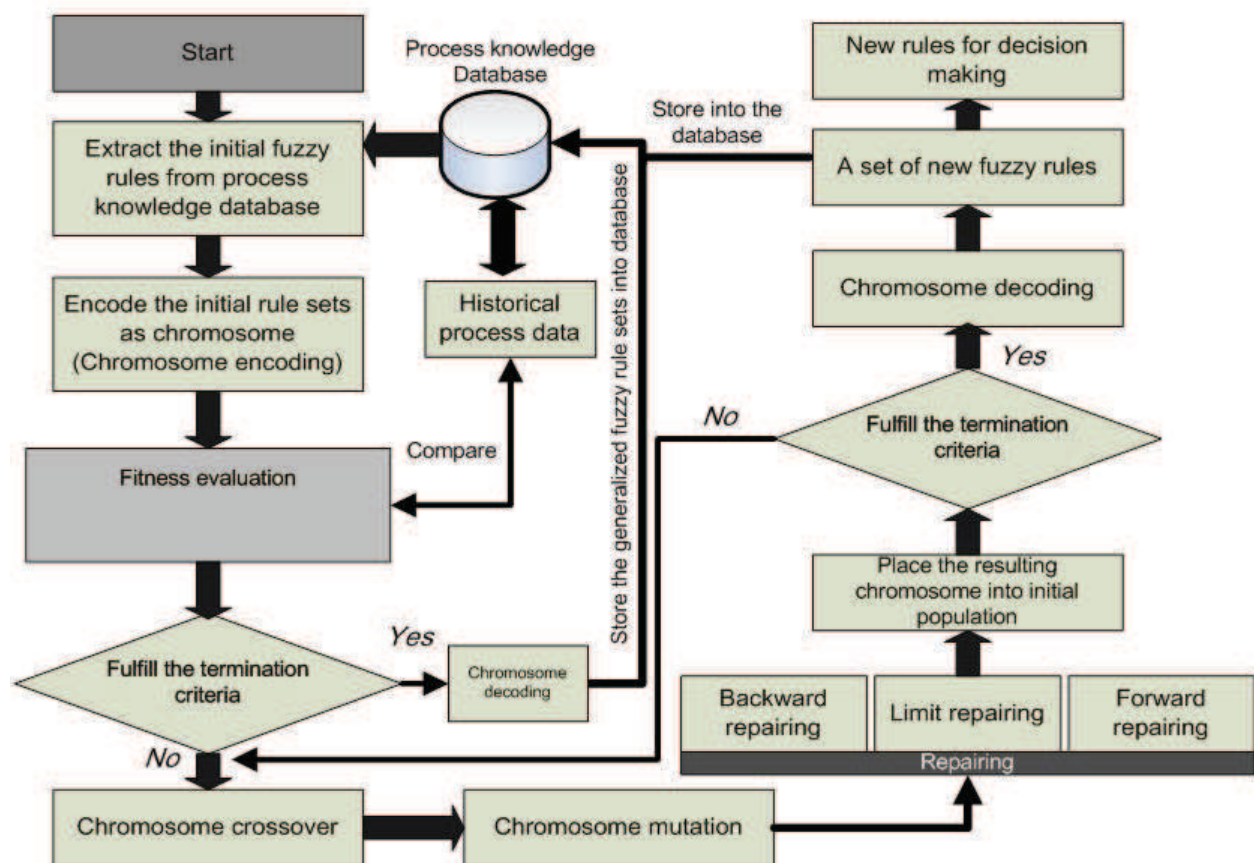 Start
Process knowledge
Database
Extract the initial fuzzy
rules from process
knowledge database
Encode the initial rule sets
as chromosome
(Chromosome encoding)
Historical
process data
Compare
Fitness evaluation
Fulfill the termination
criteria
Yes
Chromosome
decoding
Store the generalized fuzzy rule sets into database
No
Chromosome crossover
Chromosome mutation
Backward
repairing
Limit repairing
Forward
repairing
Repairing
Place the resulting
chromosome into initial
population
Fulfill the termination
criteria
No
Yes
Chromosome decoding
A set of new fuzzy rules
Store into the
database
New rules for decision
making